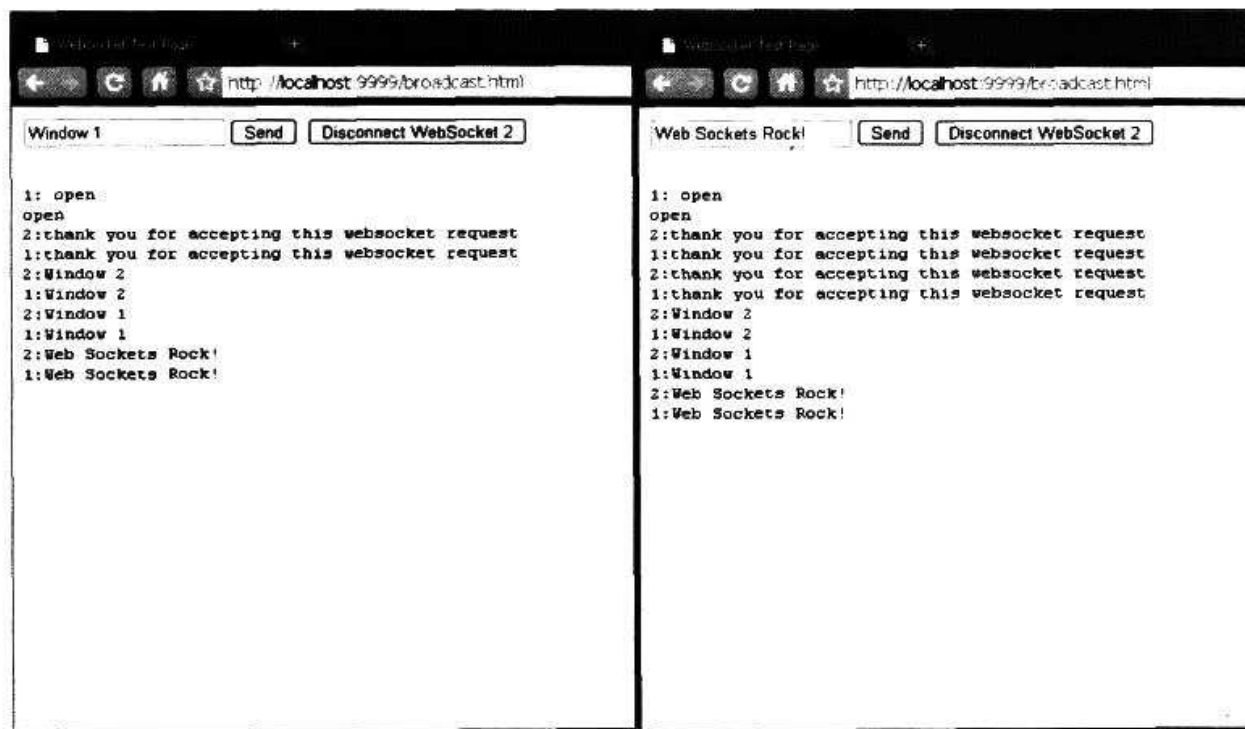 WebSocket Test Page
http://localhost:9999/broadcast.html
Window 1 Send Disconnect WebSocket 2
1: open
open
2:thank you for accepting this websocket request
1:thank you for accepting this websocket request
2:Window 2
1:Window 2
2:Window 1
1:Window 1
2:Web Sockets Rock!
1:Web Sockets Rock!
WebSocket Test Page
http://localhost:9999/broadcast.html
Web Sockets Rock! Send Disconnect WebSocket 2
1: open
open
2:thank you for accepting this websocket request
1:thank you for accepting this websocket request
2:thank you for accepting this websocket request
1:thank you for accepting this websocket request
2:Window 2
1:Window 2
2:Window 1
1:Window 1
2:Web Sockets Rock!
1:Web Sockets Rock!